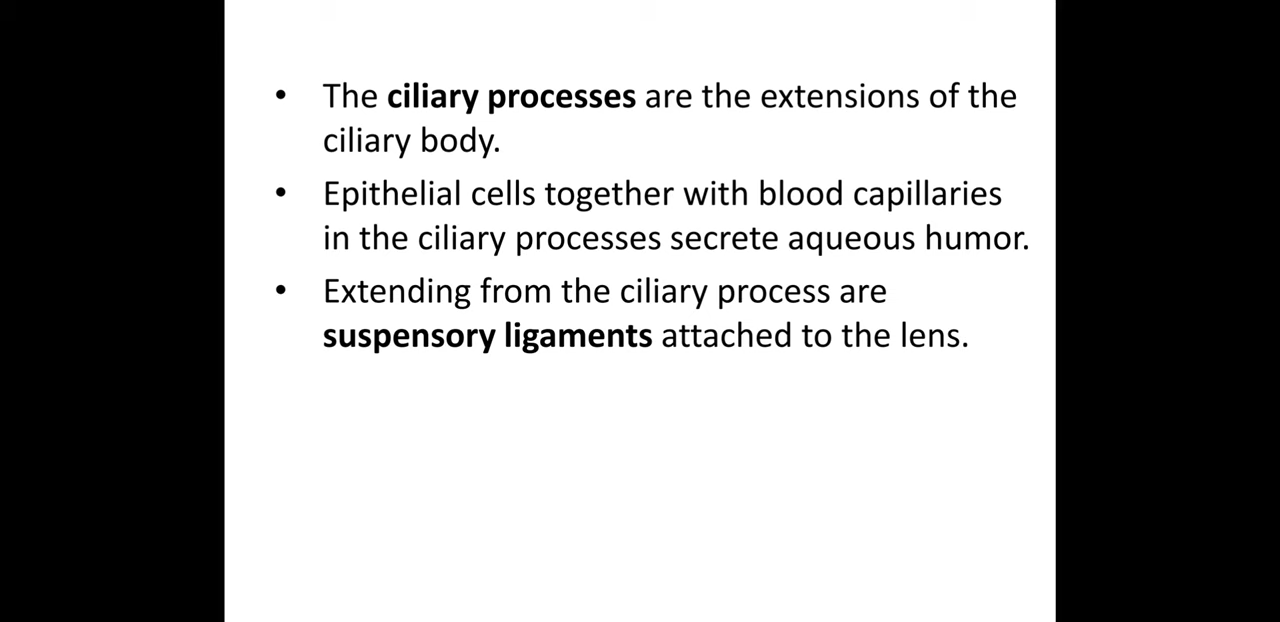 • The ciliary processes are the extensions of the
ciliary body.
• Epithelial cells together with blood capillaries
in the ciliary processes secrete aqueous humor.
• Extending from the ciliary process are
suspensory ligaments attached to the lens.